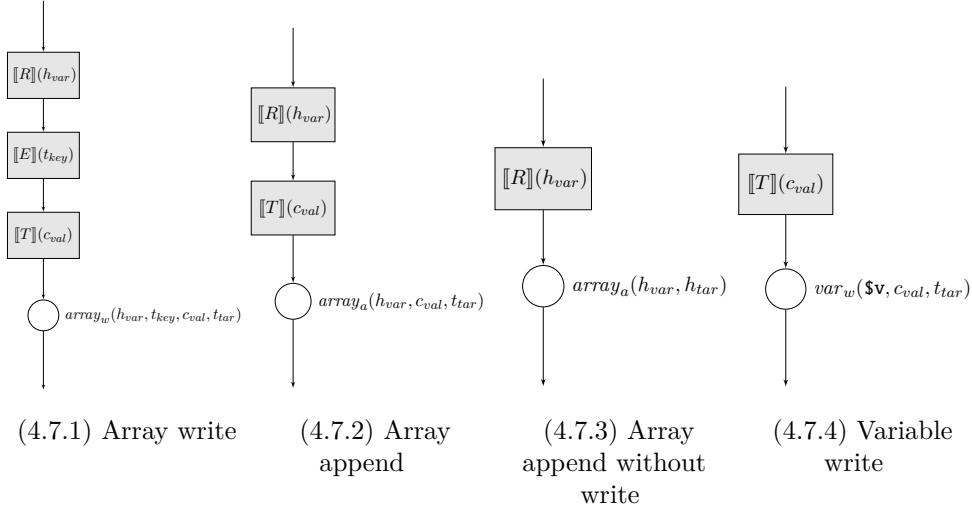 ⟦R⟧(h_var)
⟦E⟧(t_key)
⟦T⟧(c_val)
array_w(h_var, t_key, c_val, t_tar)
(4.7.1) Array write
⟦R⟧(h_var)
⟦T⟧(c_val)
array_a(h_var, c_val, t_tar)
(4.7.2) Array
append
⟦R⟧(h_var)
array_a(h_var, h_tar)
(4.7.3) Array
append without
write
⟦T⟧(c_val)
var_w($v, c_val, t_tar)
(4.7.4) Variable
write